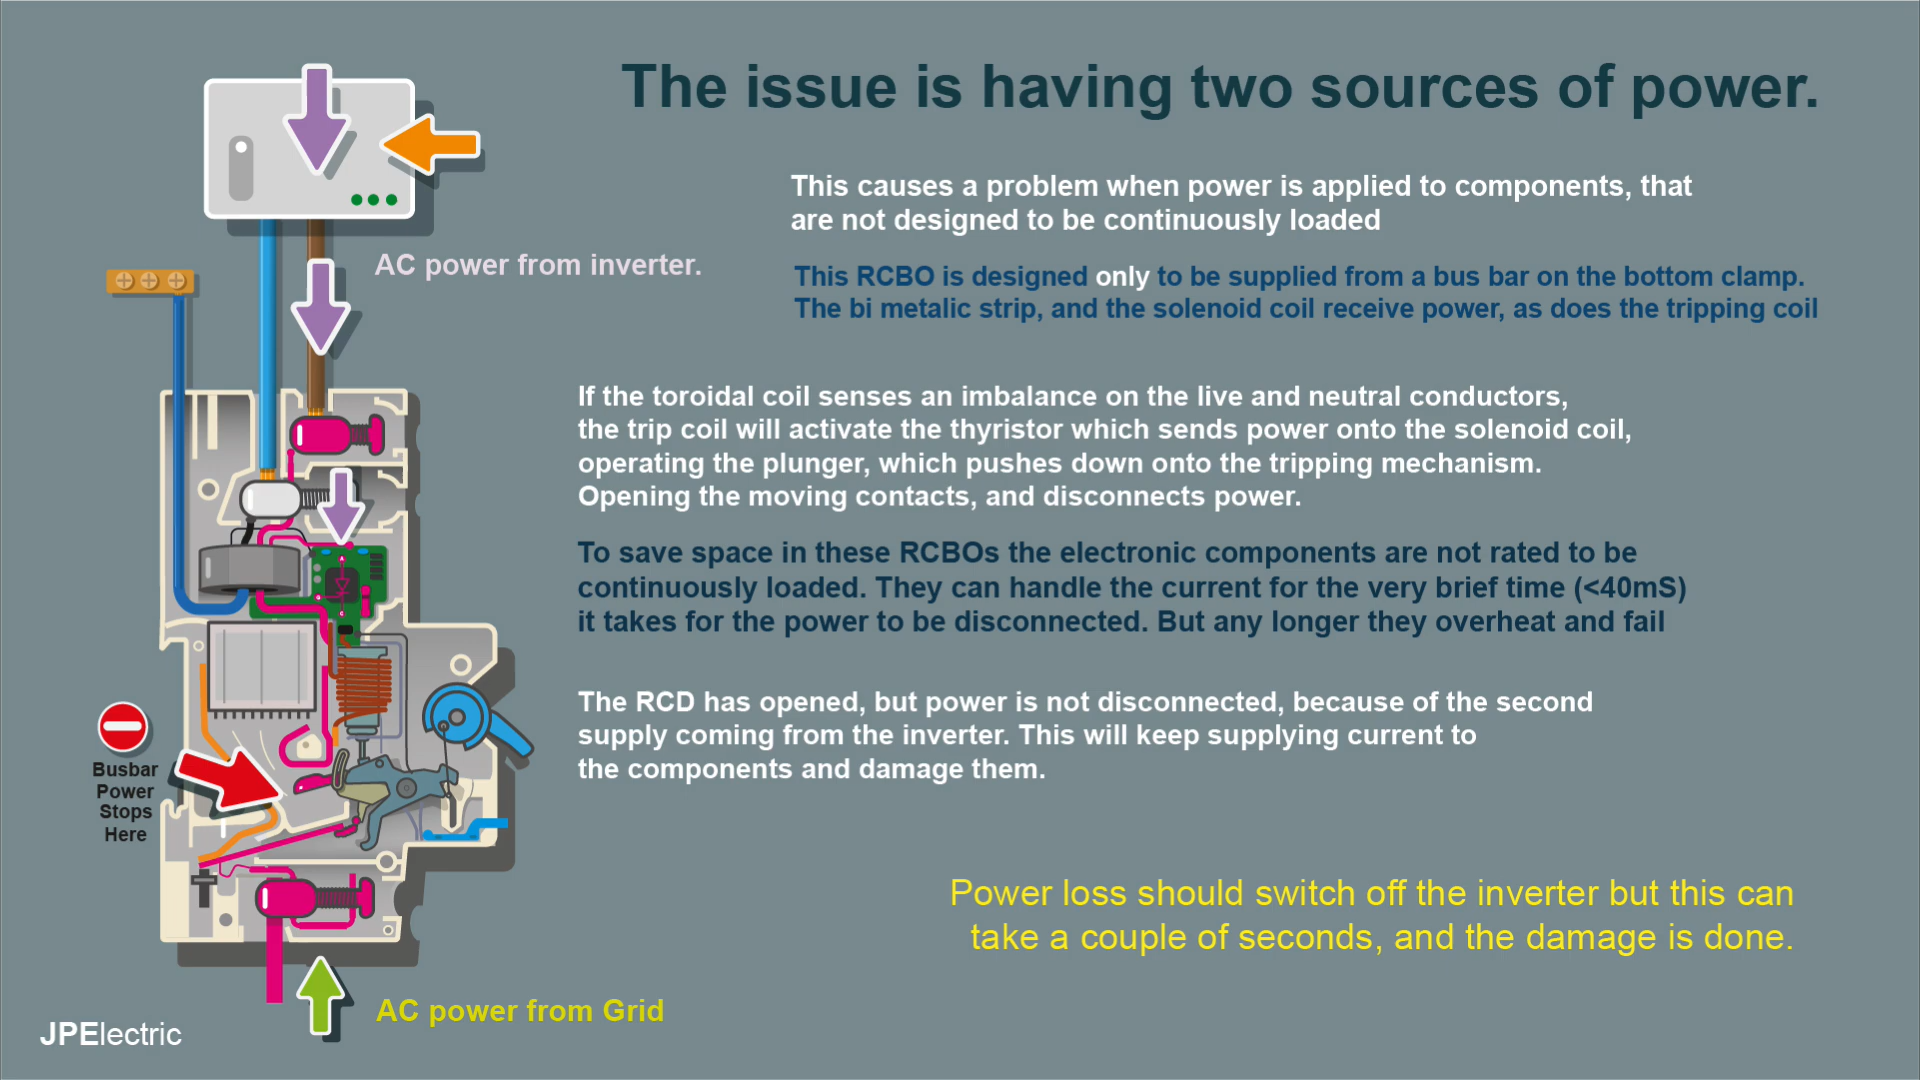 The issue is having two sources of power.
This causes a problem when power is applied to components, that
are not designed to be continuously loaded
AC power from inverter.
This RCBO is designed only to be supplied from a bus bar on the bottom clamp.
The bi metalic strip, and the solenoid coil receive power, as does the tripping coil
If the toroidal coil senses an imbalance on the live and neutral conductors,
the trip coil will activate the thyristor which sends power onto the solenoid coil,
operating the plunger, which pushes down onto the tripping mechanism.
Opening the moving contacts, and disconnects power.
To save space in these RCBOs the electronic components are not rated to be
continuously loaded. They can handle the current for the very brief time (<40mS)
it takes for the power to be disconnected. But any longer they overheat and fail
The RCD has opened, but power is not disconnected, because of the second
supply coming from the inverter. This will keep supplying current to
the components and damage them.
Busbar
Power
Stops
Here
Power loss should switch off the inverter but this can
take a couple of seconds, and the damage is done.
AC power from Grid
JPElectric